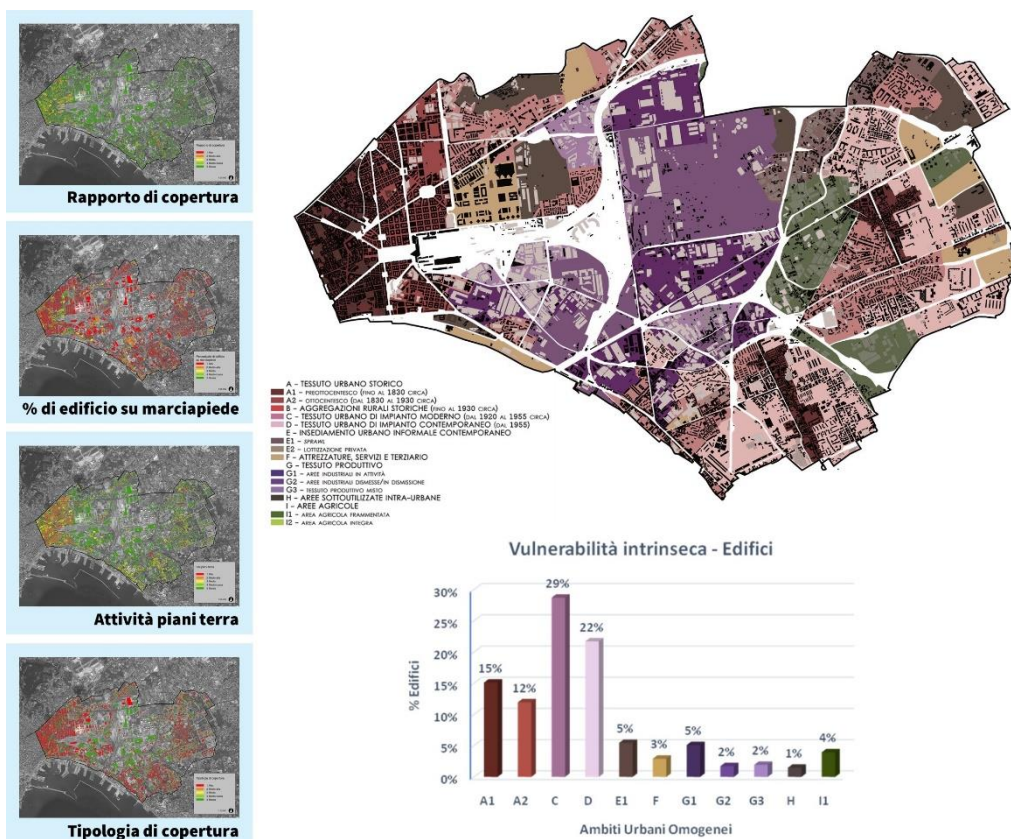 Rapporto di copertura
% di edificio su marciapiede
Attività piani terra
Tipologia di copertura
A – TESSUTO URBANO STORICO
A1 – PREOTTOCENTESCO (FINO AL 1830 CIRCA)
A2 – OTTOCENTESCO (DAL 1830 AL 1930 CIRCA)
B – AGGREGAZIONI RURALI STORICHE (FINO AL 1930 CIRCA)
C – TESSUTO URBANO DI IMPIANTO MODERNO (DAL 1920 AL 1955 CIRCA)
D – TESSUTO URBANO DI IMPIANTO CONTEMPORANEO (DAL 1955)
E – INSEDIAMENTO URBANO INFORMALE CONTEMPORANEO
E1 – SPRAWL
E2 – LOTTIZZAZIONE PRIVATA
F – ATTREZZATURE, SERVIZI E TERZIARIO
G – TESSUTO PRODUTTIVO
G1 – AREE INDUSTRIALI IN ATTIVITÀ
G2 – AREE INDUSTRIALI DISMESSE/IN DISMISSIONE
G3 – TESSUTO PRODUTTIVO MISTO
H – AREE SOTTOUTILIZZATE INTRA–URBANE
I – AREE AGRICOLE
I1 – AREA AGRICOLA FRAMMENTATA
I2 – AREA AGRICOLA INTEGRA
Vulnerabilità intrinseca - Edifici
% Edifici
30%
25%
20%
15%
10%
5%
0%
15%
12%
29%
22%
5%
3%
5%
2%
2%
1%
4%
A1 A2 C D E1 F G1 G2 G3 H I1
Ambiti Urbani Omogenei